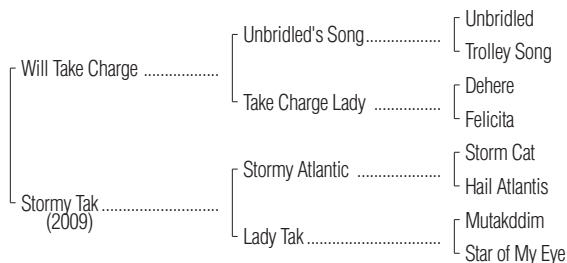 Unbridled
Unbridled's Song..................
Trolley Song
Will Take Charge ..................
Dehere
Take Charge Lady ................
Felicita
Storm Cat
Stormy Atlantic ....................
Hail Atlantis
Stormy Tak............................
(2009)
Mutakddim
Lady Tak................................
Star of My Eye